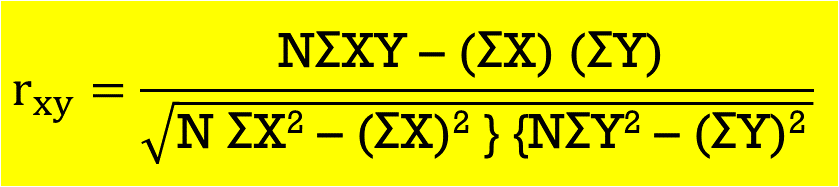 r_xy = NΣXY – (ΣX) (ΣY)
√N ΣX² – (ΣX)² } {NΣY² – (ΣY)²